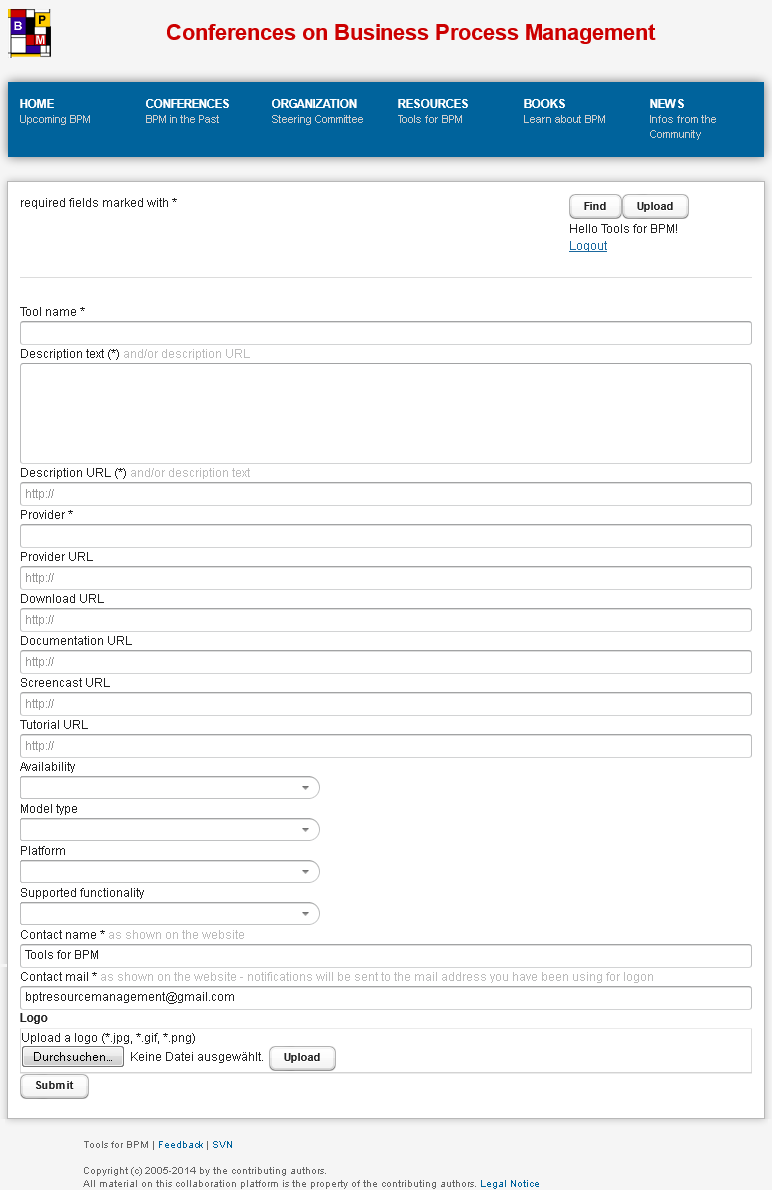 B P M
Conferences on Business Process Management
HOME CONFERENCES ORGANIZATION RESOURCES BOOKS NEWS
Upcoming BPM BPM in the Past Steering Committee Tools for BPM Learn about BPM Infos from the
Community
required fields marked with *
Find Upload
Hello Tools for BPM!
Logout
Tool name *
Description text (*) and/or description URL
Description URL (*) and/or description text
http://
Provider *
Provider URL
http://
Download URL
http://
Documentation URL
http://
Screencast URL
http://
Tutorial URL
http://
Availability
Model type
Platform
Supported functionality
Contact name * as shown on the website
Tools for BPM
Contact mail * as shown on the website - notifications will be sent to the mail address you have been using for logon
bptresourcemanagement@gmail.com
Logo
Upload a logo (*.jpg, *.gif, *.png)
Durchsuchen... Keine Datei ausgewählt. Upload
Submit
Tools for BPM | Feedback | SVN
Copyright (c) 2005-2014 by the contributing authors.
All material on this collaboration platform is the property of the contributing authors. Legal Notice